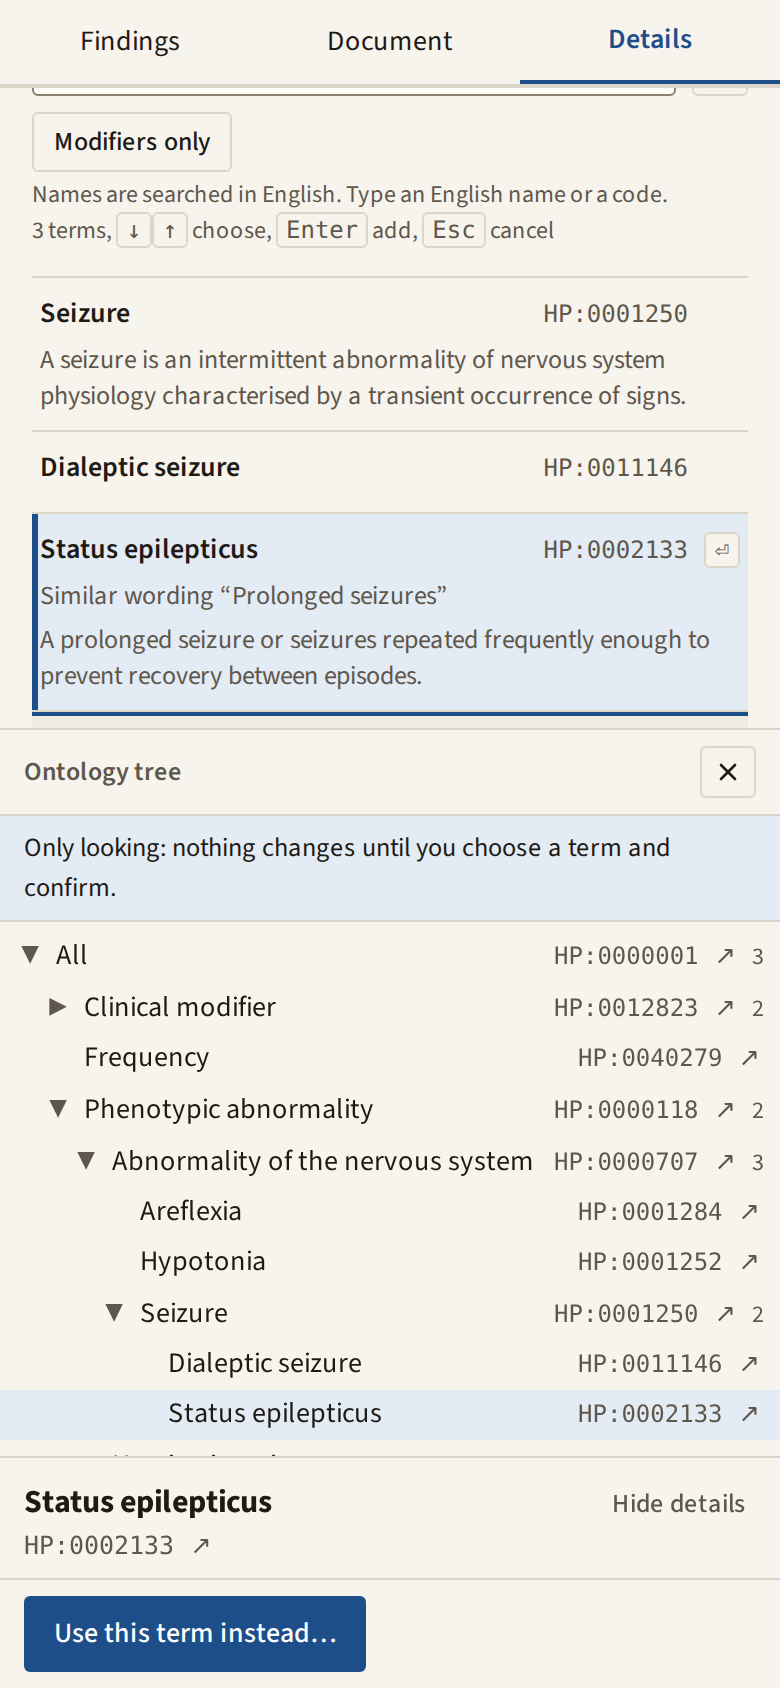 Findings Document Details
Modifiers only
Names are searched in English. Type an English name or a code.
3 terms, ↓ ↑ choose, Enter add, Esc cancel
Seizure HP:0001250
A seizure is an intermittent abnormality of nervous system
physiology characterised by a transient occurrence of signs.
Dialeptic seizure HP:0011146
Status epilepticus HP:0002133 ⏎
Similar wording “Prolonged seizures”
A prolonged seizure or seizures repeated frequently enough to
prevent recovery between episodes.
Ontology tree ✕
Only looking: nothing changes until you choose a term and
confirm.
▼ All HP:0000001 ↗ 3
▶ Clinical modifier HP:0012823 ↗ 2
Frequency HP:0040279 ↗
▼ Phenotypic abnormality HP:0000118 ↗ 2
▼ Abnormality of the nervous system HP:0000707 ↗ 3
Areflexia HP:0001284 ↗
Hypotonia HP:0001252 ↗
▼ Seizure HP:0001250 ↗ 2
Dialeptic seizure HP:0011146 ↗
Status epilepticus HP:0002133 ↗
Status epilepticus Hide details
HP:0002133 ↗
Use this term instead…